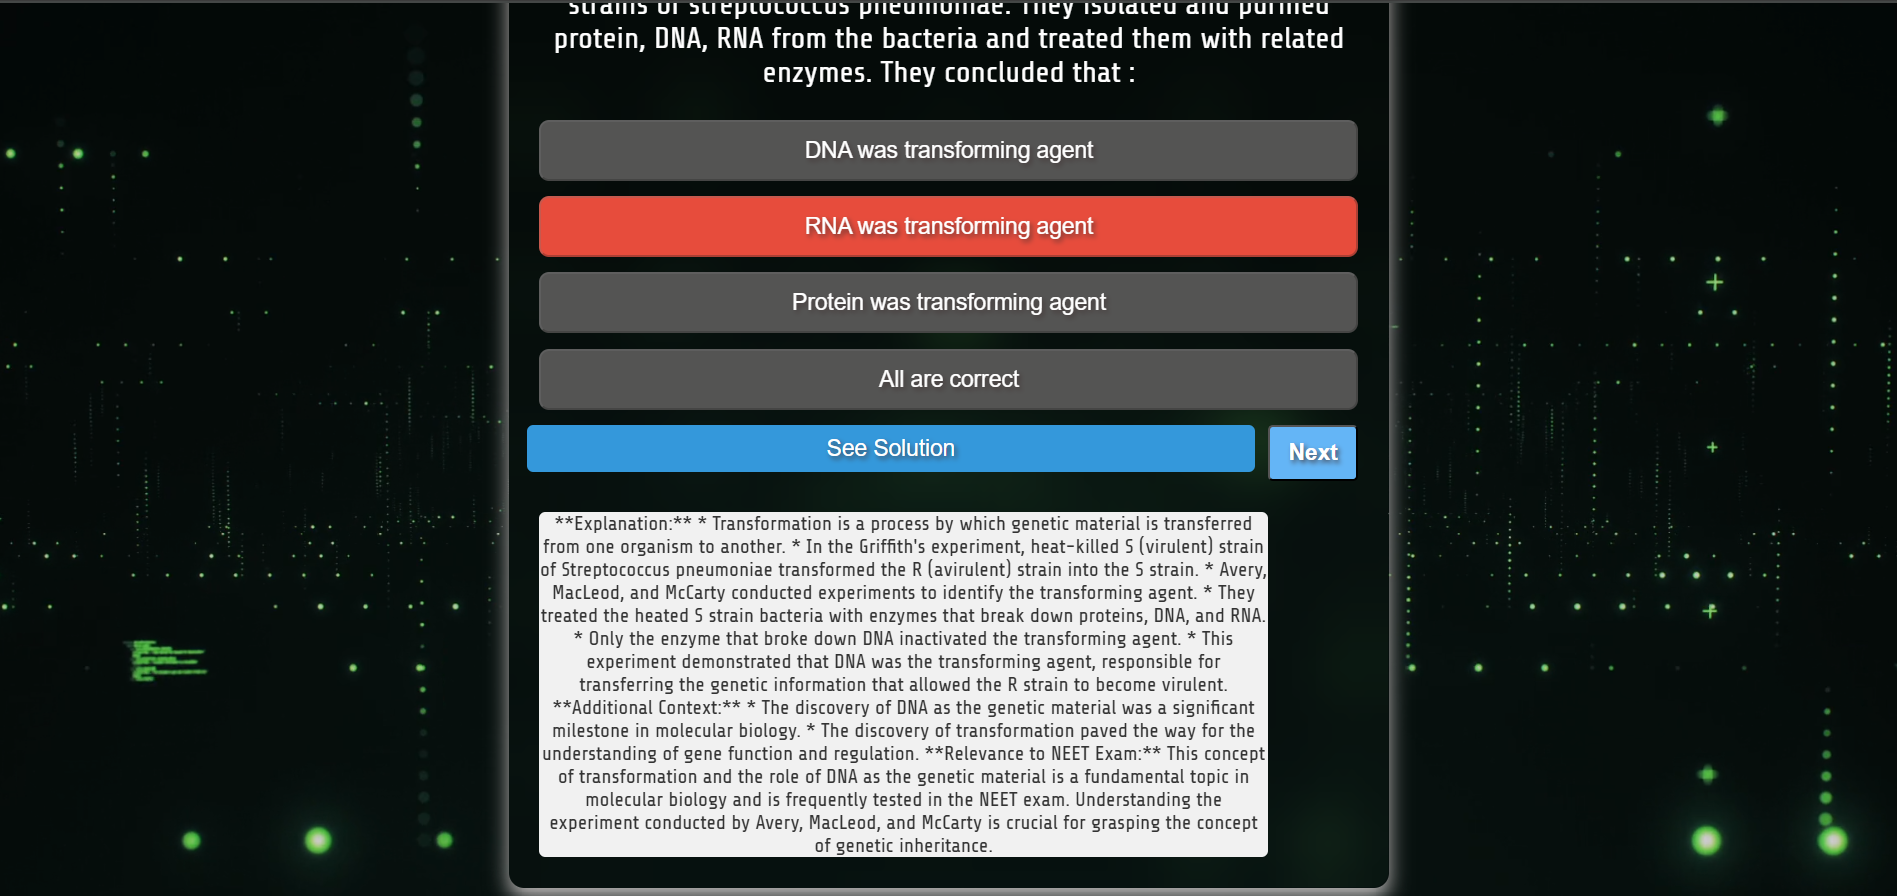 strains of streptococcus pneumoniae. They isolated and purified
protein, DNA, RNA from the bacteria and treated them with related
enzymes. They concluded that :
DNA was transforming agent
RNA was transforming agent
Protein was transforming agent
All are correct
See Solution
Next
**Explanation:** * Transformation is a process by which genetic material is transferred
from one organism to another. * In the Griffith's experiment, heat-killed S (virulent) strain
of Streptococcus pneumoniae transformed the R (avirulent) strain into the S strain. * Avery,
MacLeod, and McCarty conducted experiments to identify the transforming agent. * They
treated the heated S strain bacteria with enzymes that break down proteins, DNA, and RNA.
* Only the enzyme that broke down DNA inactivated the transforming agent. * This
experiment demonstrated that DNA was the transforming agent, responsible for
transferring the genetic information that allowed the R strain to become virulent.
**Additional Context:** * The discovery of DNA as the genetic material was a significant
milestone in molecular biology. * The discovery of transformation paved the way for the
understanding of gene function and regulation. **Relevance to NEET Exam:** This concept
of transformation and the role of DNA as the genetic material is a fundamental topic in
molecular biology and is frequently tested in the NEET exam. Understanding the
experiment conducted by Avery, MacLeod, and McCarty is crucial for grasping the concept
of genetic inheritance.